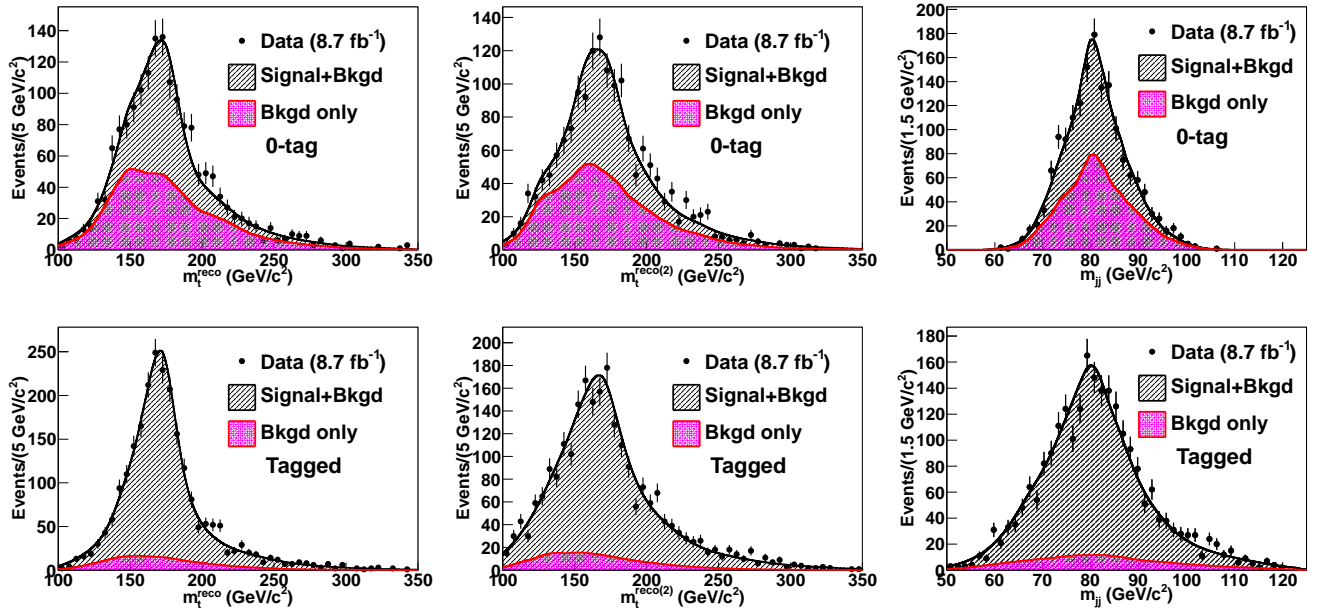 Events/(5 GeV/c²)
140
120
100
80
60
40
20
0
100 150 200 250 300 350
m_t^reco (GeV/c²)
Data (8.7 fb⁻¹)
Signal+Bkgd
Bkgd only
0-tag
Events/(5 GeV/c²)
140
120
100
80
60
40
20
0
100 150 200 250 300 350
m_t^reco(2) (GeV/c²)
Data (8.7 fb⁻¹)
Signal+Bkgd
Bkgd only
0-tag
Events/(1.5 GeV/c²)
200
180
160
140
120
100
80
60
40
20
0
50 60 70 80 90 100 110 120
m_jj (GeV/c²)
Data (8.7 fb⁻¹)
Signal+Bkgd
Bkgd only
0-tag
Events/(5 GeV/c²)
250
200
150
100
50
0
100 150 200 250 300 350
m_t^reco (GeV/c²)
Data (8.7 fb⁻¹)
Signal+Bkgd
Bkgd only
Tagged
Events/(5 GeV/c²)
200
180
160
140
120
100
80
60
40
20
0
100 150 200 250 300 350
m_t^reco(2) (GeV/c²)
Data (8.7 fb⁻¹)
Signal+Bkgd
Bkgd only
Tagged
Events/(1.5 GeV/c²)
180
160
140
120
100
80
60
40
20
0
50 60 70 80 90 100 110 120
m_jj (GeV/c²)
Data (8.7 fb⁻¹)
Signal+Bkgd
Bkgd only
Tagged